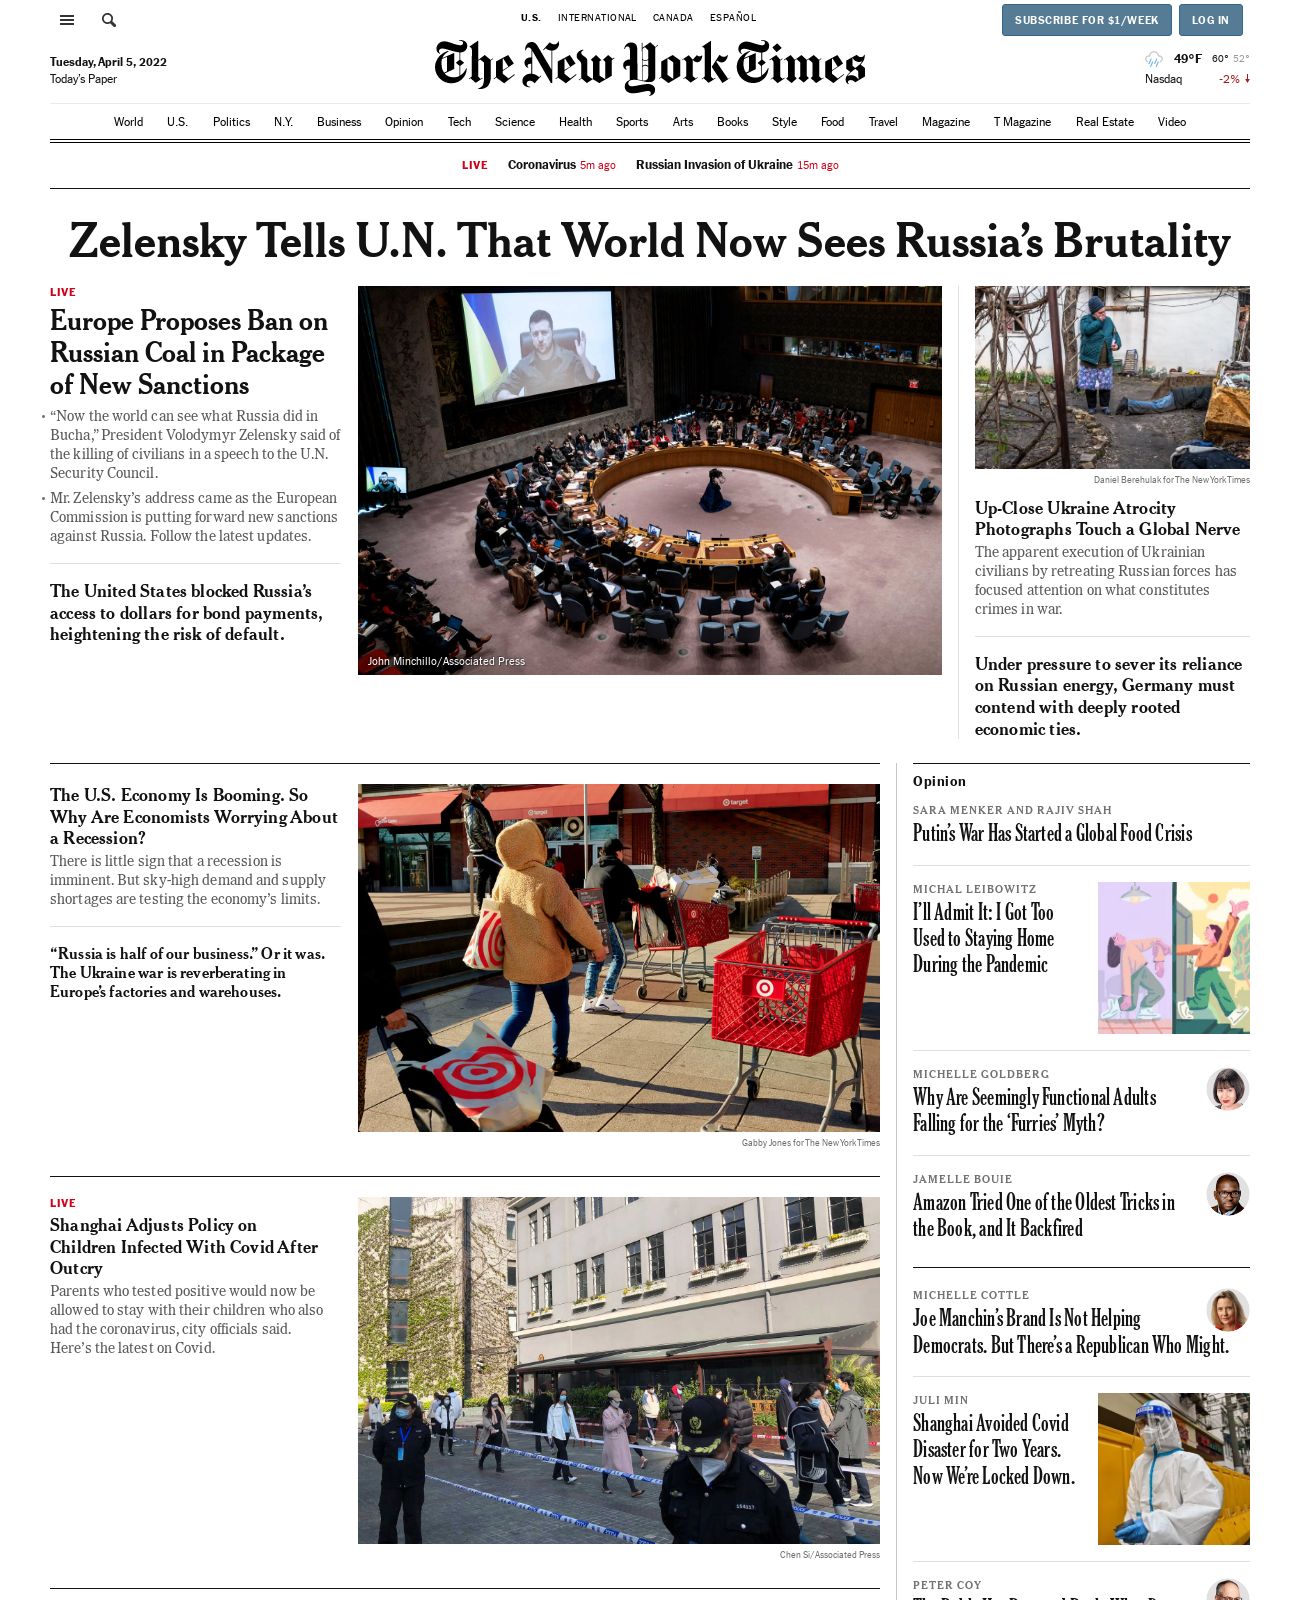 U.S. INTERNATIONAL CANADA ESPAÑOL
SUBSCRIBE FOR $1/WEEK
LOG IN
The New York Times
Tuesday, April 5, 2022
Today's Paper
49°F 60° 52°
Nasdaq -2%
World U.S. Politics N.Y. Business Opinion Tech Science Health Sports Arts Books Style Food Travel Magazine T Magazine Real Estate Video
LIVE Coronavirus 5m ago Russian Invasion of Ukraine 15m ago
Zelensky Tells U.N. That World Now Sees Russia's Brutality
LIVE
Europe Proposes Ban on
Russian Coal in Package
of New Sanctions
• “Now the world can see what Russia did in
Bucha,” President Volodymyr Zelensky said of
the killing of civilians in a speech to the U.N.
Security Council.
• Mr. Zelensky's address came as the European
Commission is putting forward new sanctions
against Russia. Follow the latest updates.
The United States blocked Russia's
access to dollars for bond payments,
heightening the risk of default.
John Minchillo/Associated Press
Daniel Berehulak for The New York Times
Up-Close Ukraine Atrocity
Photographs Touch a Global Nerve
The apparent execution of Ukrainian
civilians by retreating Russian forces has
focused attention on what constitutes
crimes in war.
Under pressure to sever its reliance
on Russian energy, Germany must
contend with deeply rooted
economic ties.
The U.S. Economy Is Booming. So
Why Are Economists Worrying About
a Recession?
There is little sign that a recession is
imminent. But sky-high demand and supply
shortages are testing the economy's limits.
“Russia is half of our business.” Or it was.
The Ukraine war is reverberating in
Europe's factories and warehouses.
target
target
Gabby Jones for The New York Times
LIVE
Shanghai Adjusts Policy on
Children Infected With Covid After
Outcry
Parents who tested positive would now be
allowed to stay with their children who also
had the coronavirus, city officials said.
Here's the latest on Covid.
Chen Si/Associated Press
Opinion
SARA MENKER AND RAJIV SHAH
Putin's War Has Started a Global Food Crisis
MICHAL LEIBOWITZ
I'll Admit It: I Got Too
Used to Staying Home
During the Pandemic
MICHELLE GOLDBERG
Why Are Seemingly Functional Adults
Falling for the ‘Furries’ Myth?
JAMELLE BOUIE
Amazon Tried One of the Oldest Tricks in
the Book, and It Backfired
MICHELLE COTTLE
Joe Manchin's Brand Is Not Helping
Democrats. But There's a Republican Who Might.
JULI MIN
Shanghai Avoided Covid
Disaster for Two Years.
Now We're Locked Down.
PETER COY